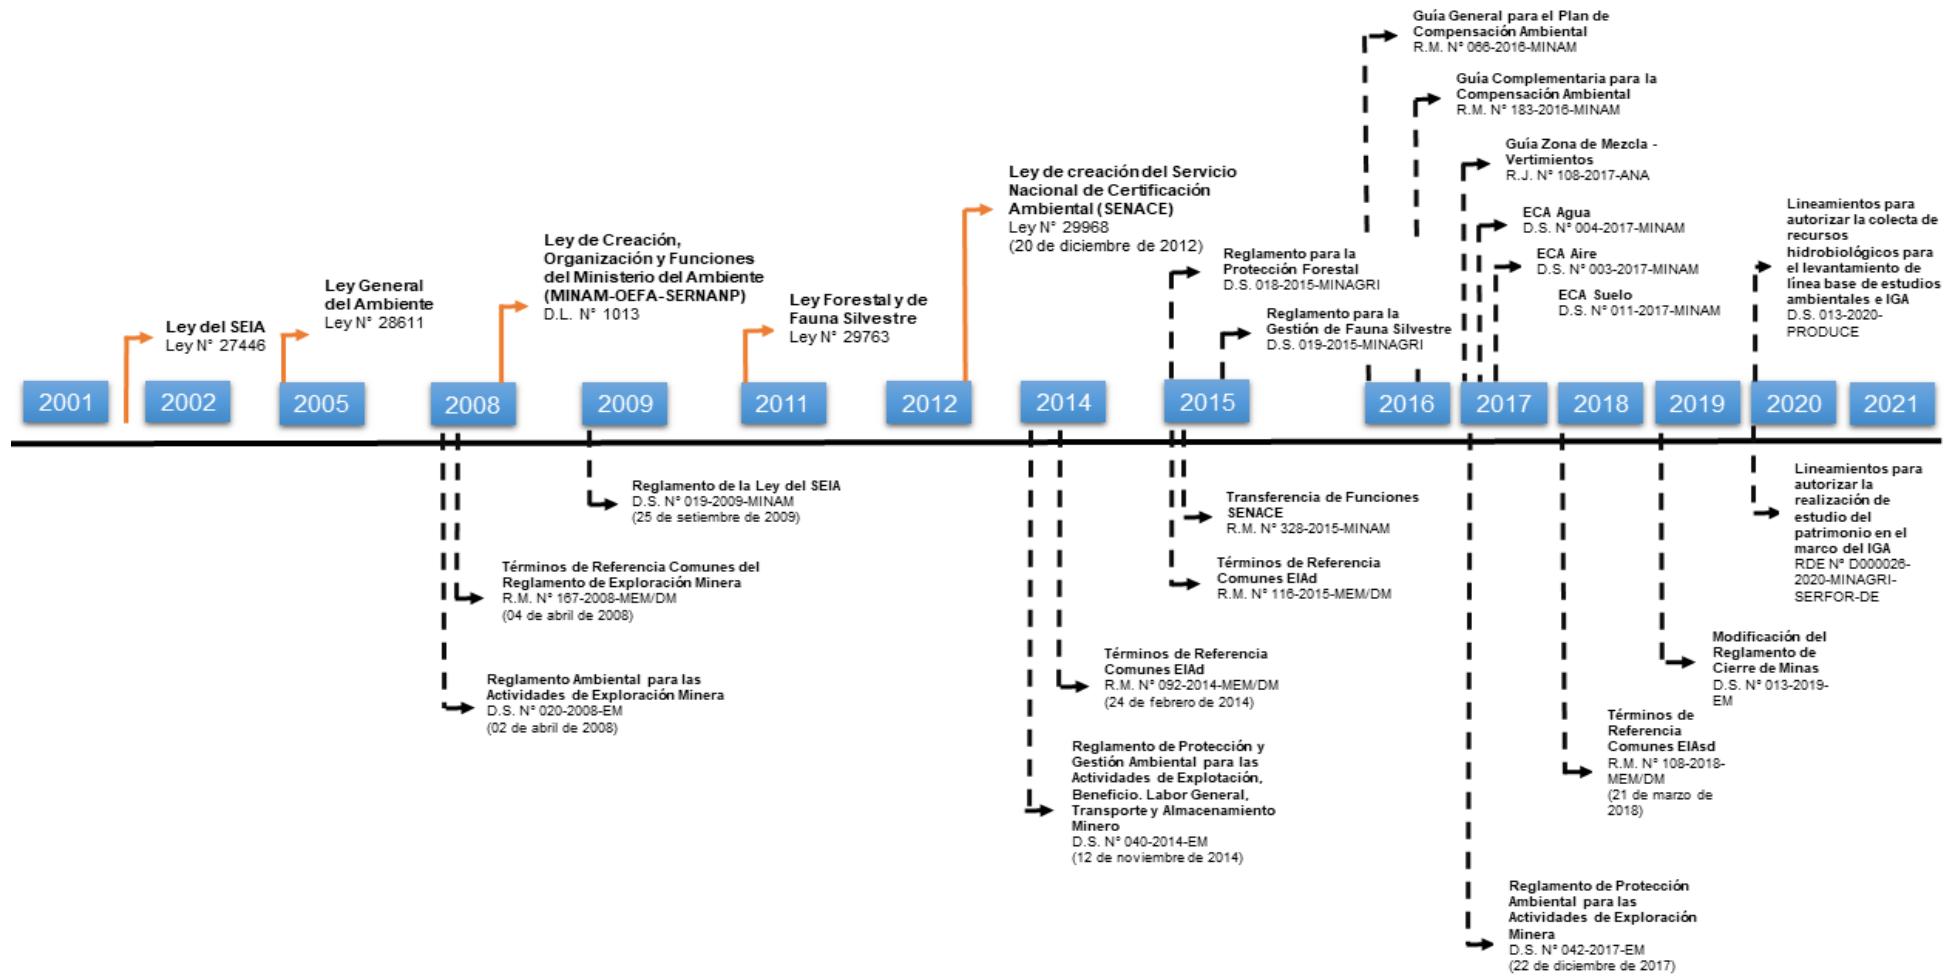 Guía General para el Plan de
Compensación Ambiental
R.M. N° 066-2016-MINAM
Guía Complementaria para la
Compensación Ambiental
R.M. N° 183-2016-MINAM
Guía Zona de Mezcla -
Vertimientos
R.J. N° 108-2017-ANA
ECA Agua
D.S. N° 004-2017-MINAM
ECA Aire
D.S. N° 003-2017-MINAM
ECA Suelo
D.S. N° 011-2017-MINAM
Lineamientos para
autorizar la colecta de
recursos
hidrobiológicos para
el levantamiento de
línea base de estudios
ambientales e IGA
D.S. 013-2020-
PRODUCE
Ley de creación del Servicio
Nacional de Certificación
Ambiental (SENACE)
Ley N° 29968
(20 de diciembre de 2012)
Reglamento para la
Protección Forestal
D.S. 018-2015-MINAGRI
Reglamento para la
Gestión de Fauna Silvestre
D.S. 019-2015-MINAGRI
Ley de Creación,
Organización y Funciones
del Ministerio del Ambiente
(MINAM-OEFA-SERNANP)
D.L. N° 1013
Ley Forestal y de
Fauna Silvestre
Ley N° 29763
Ley General
del Ambiente
Ley N° 28611
Ley del SEIA
Ley N° 27446
2001
2002
2005
2008
2009
2011
2012
2014
2015
2016
2017
2018
2019
2020
2021
Reglamento de la Ley del SEIA
D.S. N° 019-2009-MINAM
(25 de setiembre de 2009)
Términos de Referencia Comunes del
Reglamento de Exploración Minera
R.M. N° 167-2008-MEM/DM
(04 de abril de 2008)
Reglamento Ambiental para las
Actividades de Exploración Minera
D.S. N° 020-2008-EM
(02 de abril de 2008)
Transferencia de Funciones
SENACE
R.M. N° 328-2015-MINAM
Términos de Referencia
Comunes EIAd
R.M. N° 116-2015-MEM/DM
Términos de Referencia
Comunes EIAd
R.M. N° 092-2014-MEM/DM
(24 de febrero de 2014)
Reglamento de Protección y
Gestión Ambiental para las
Actividades de Explotación,
Beneficio. Labor General,
Transporte y Almacenamiento
Minero
D.S. N° 040-2014-EM
(12 de noviembre de 2014)
Lineamientos para
autorizar la
realización de
estudio del
patrimonio en el
marco del IGA
RDE N° D000026-
2020-MINAGRI-
SERFOR-DE
Modificación del
Reglamento de
Cierre de Minas
D.S. N° 013-2019-
EM
Términos de
Referencia
Comunes EIAsd
R.M. N° 108-2018-
MEM/DM
(21 de marzo de
2018)
Reglamento de Protección
Ambiental para las
Actividades de Exploración
Minera
D.S. N° 042-2017-EM
(22 de diciembre de 2017)